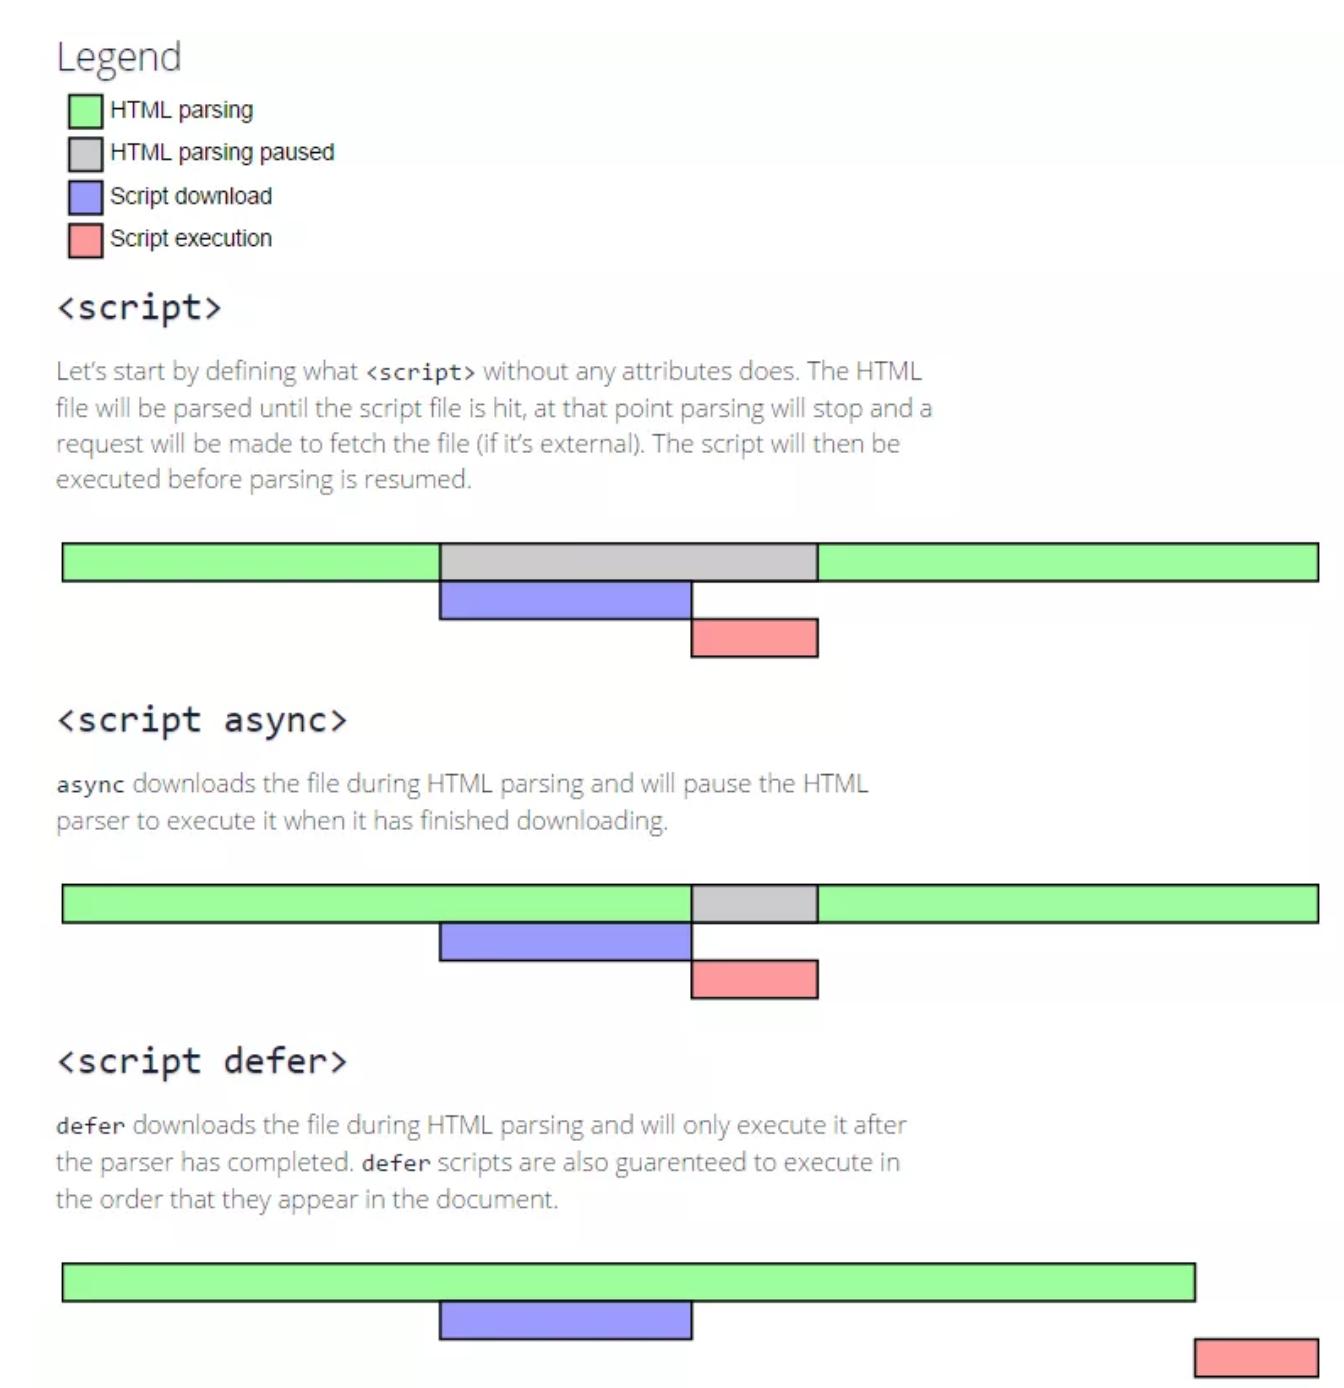 Legend
HTML parsing
HTML parsing paused
Script download
Script execution
<script>
Let's start by defining what <script> without any attributes does. The HTML
file will be parsed until the script file is hit, at that point parsing will stop and a
request will be made to fetch the file (if it's external). The script will then be
executed before parsing is resumed.
<script async>
async downloads the file during HTML parsing and will pause the HTML
parser to execute it when it has finished downloading.
<script defer>
defer downloads the file during HTML parsing and will only execute it after
the parser has completed. defer scripts are also guarenteed to execute in
the order that they appear in the document.